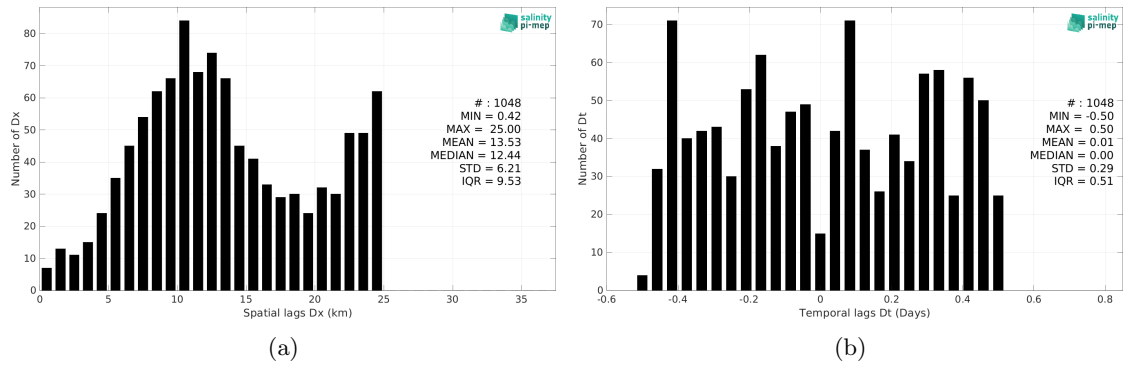 salinity
pi-mep
80
70
60
50
40
30
20
10
0
Number of Dx
# : 1048
MIN = 0.42
MAX = 25.00
MEAN = 13.53
MEDIAN = 12.44
STD = 6.21
IQR = 9.53
0 5 10 15 20 25 30 35
Spatial lags Dx (km)
(a)
salinity
pi-mep
70
60
50
40
30
20
10
0
Number of Dt
# : 1048
MIN = -0.50
MAX = 0.50
MEAN = 0.01
MEDIAN = 0.00
STD = 0.29
IQR = 0.51
-0.6 -0.4 -0.2 0 0.2 0.4 0.6 0.8
Temporal lags Dt (Days)
(b)